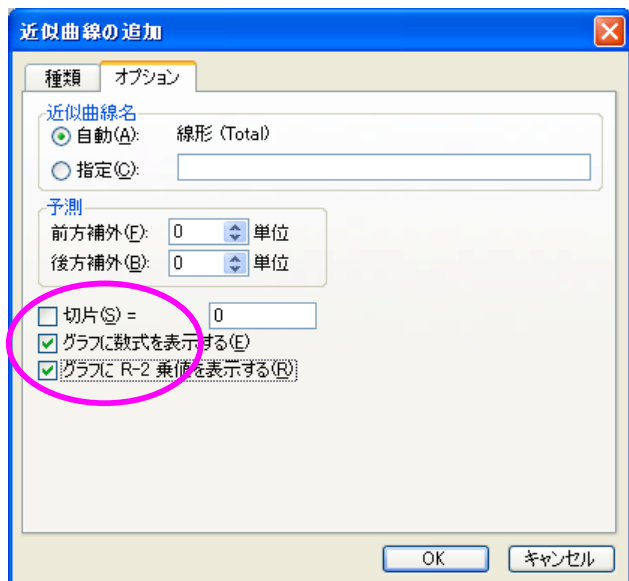 近似曲線の追加
種類 オプション
近似曲線名
自動(A): 線形 (Total)
指定(C):
予測
前方補外(F): 0 単位
後方補外(B): 0 単位
切片(S) = 0
グラフに数式を表示する(E)
グラフに R-2 乗値を表示する(R)
OK キャンセル